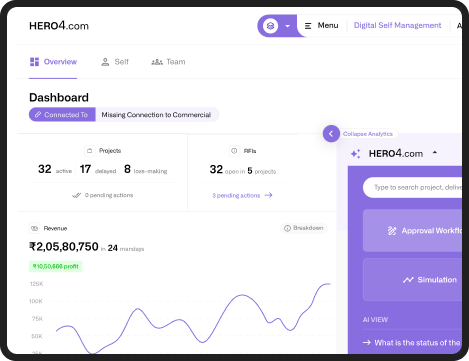 HERO4.com
Menu
Digital Self Management
Overview
Self
Team
Dashboard
Connected To
Missing Connection to Commercial
Collapse Analytics
Projects
32 active 17 delayed 8 loss-making
0 pending actions
RFIs
32 open in 5 projects
3 pending actions
HERO4.com
Type to search project, delive
Approval Workflo
Simulation
AI VIEW
What is the status of the
Revenue
Breakdown
₹2,05,80,750 in 24 mandays
₹10,50,666 profit
125K
100K
75K
50K
25K